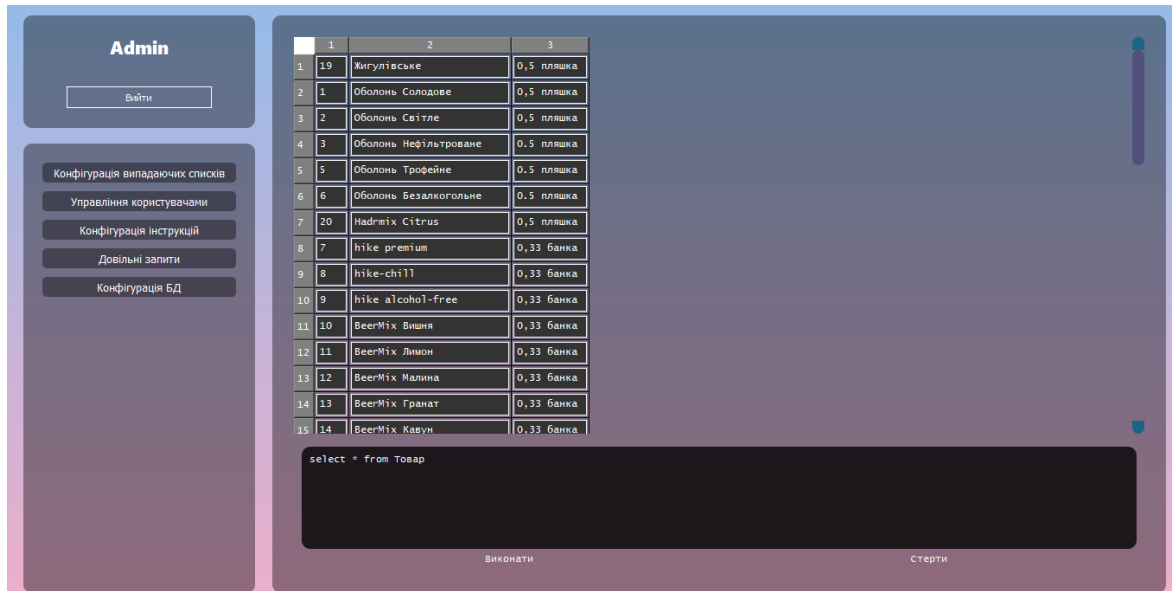 Admin
Вийти
Конфігурація випадаючих списків
Управління користувачами
Конфігурація інструкцій
Довільні запити
Конфігурація БД
1 2 3
1 19 Жигулівське 0,5 пляшка
2 1 Оболонь Солодове 0,5 пляшка
3 2 Оболонь Світле 0,5 пляшка
4 3 Оболонь Нефільтроване 0.5 пляшка
5 5 Оболонь Трофейне 0.5 пляшка
6 6 Оболонь Безалкогольне 0.5 пляшка
7 20 Hadrmix Citrus 0,5 пляшка
8 7 hike premium 0,33 банка
9 8 hike-chill 0,33 банка
10 9 hike alcohol-free 0,33 банка
11 10 BeerMix Вишня 0,33 банка
12 11 BeerMix Лимон 0,33 банка
13 12 BeerMix Малина 0,33 банка
14 13 BeerMix Гранат 0,33 банка
15 14 BeerMix Кавун 0,33 банка
select * from Товар
Виконати Стерти